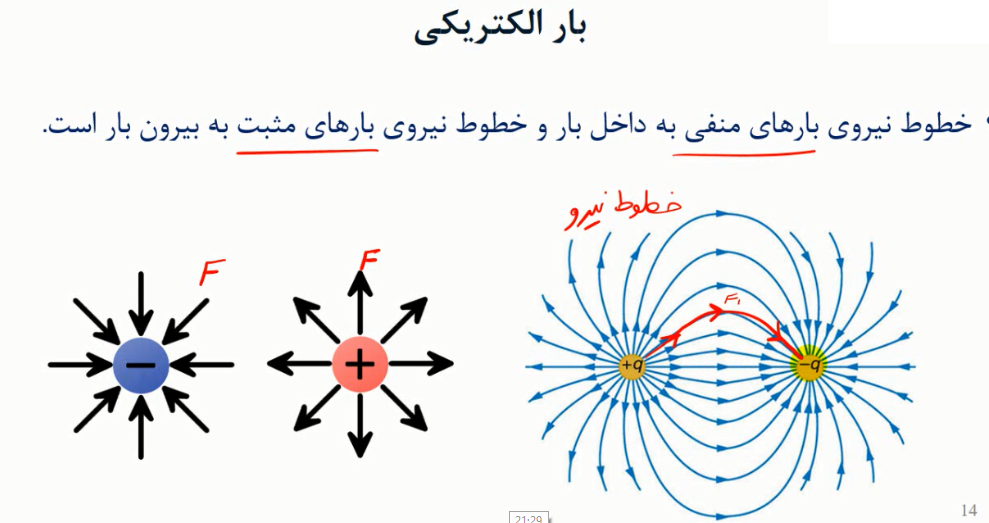 بار الکتریکی
• خطوط نیروی بارهای منفی به داخل بار و خطوط نیروی بارهای مثبت به بیرون بار است.
خطوط نیرو
F
F
F₁
−
+
+q
−q
21:29
14